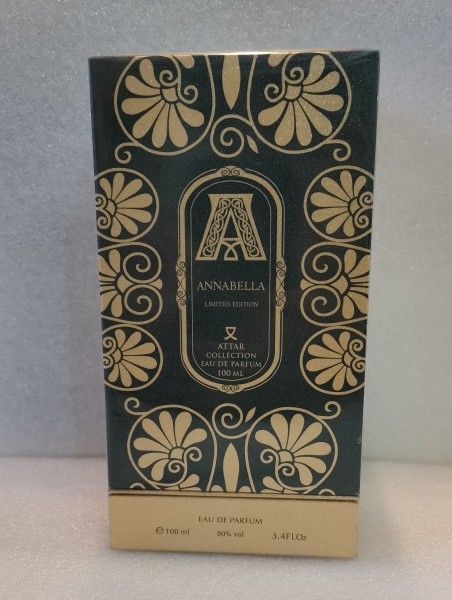 A
ANNABELLA
LIMITED EDITION
ATTAR
COLLECTION
EAU DE PARFUM
100 ML
EAU DE PARFUM
℮ 100 ml 80% vol 3.4Fl.Oz